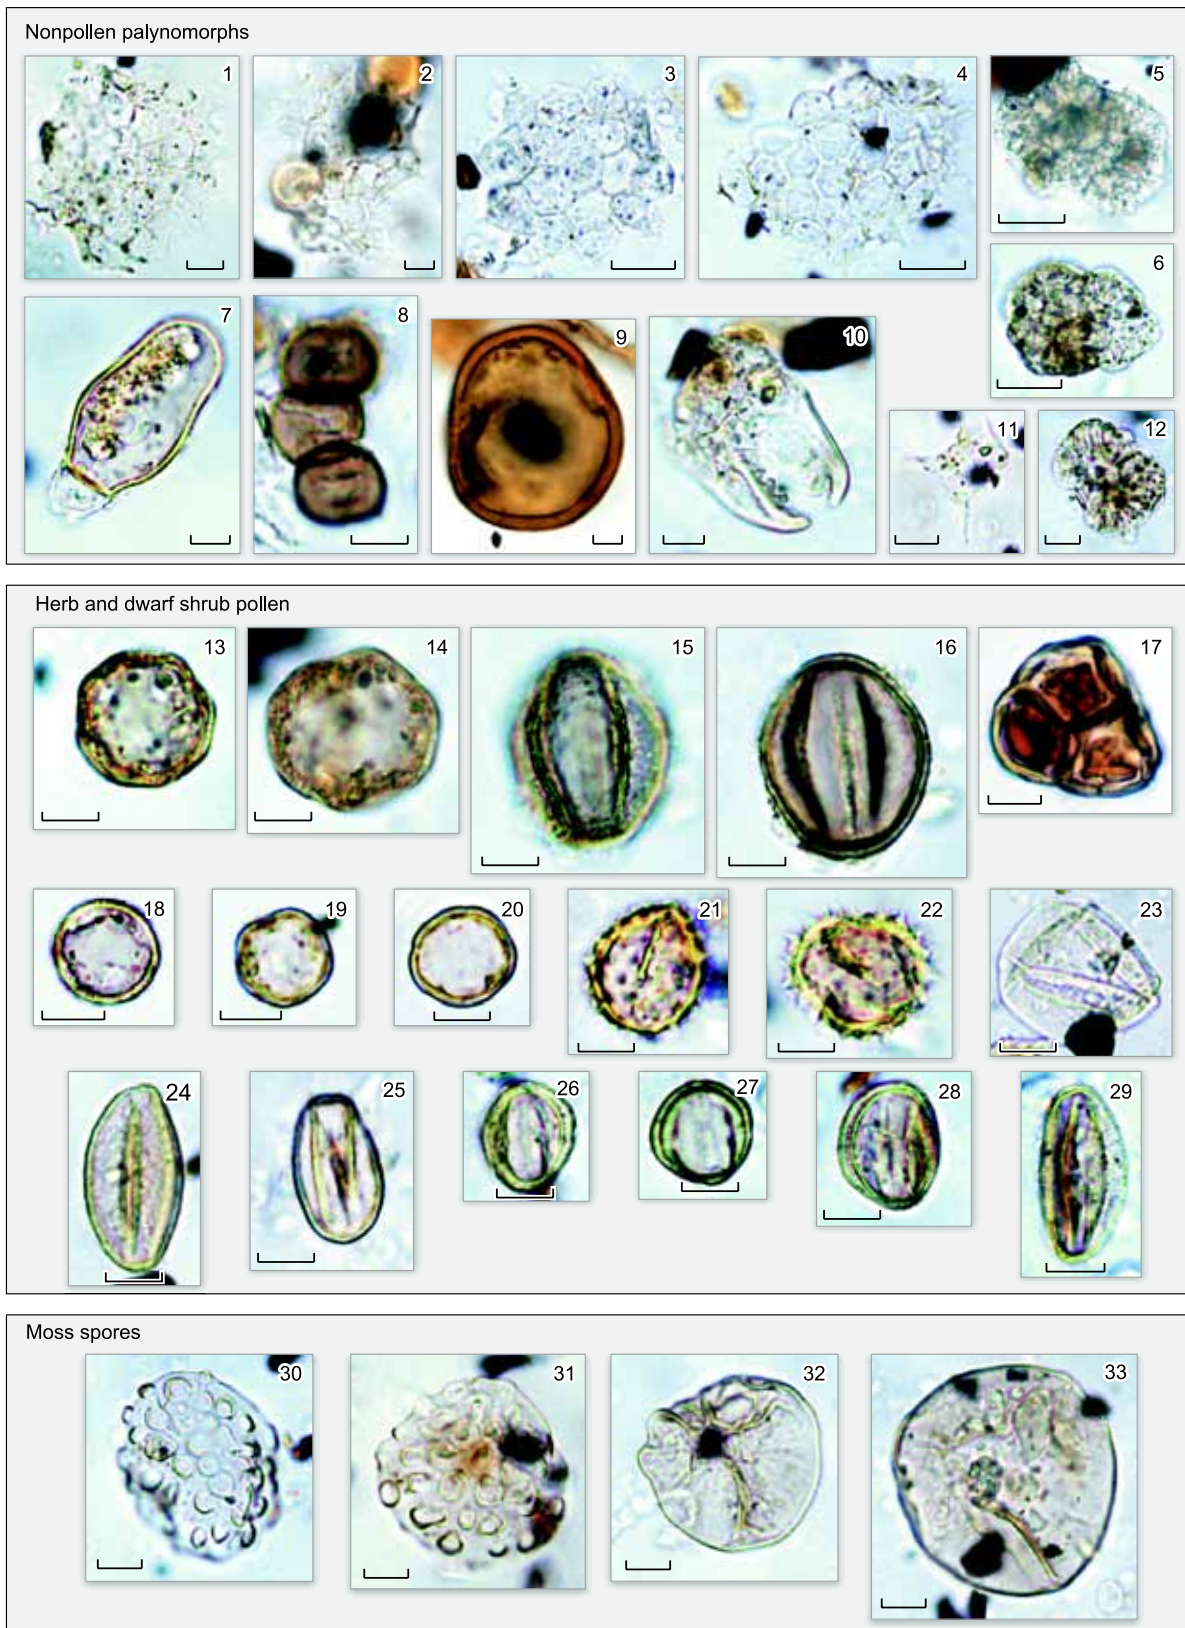 Nonpollen palynomorphs
1 2 3 4 5
6
7 8 9 10
11 12
Herb and dwarf shrub pollen
13 14 15 16 17
18 19 20 21 22 23
24 25 26 27 28 29
Moss spores
30 31 32 33